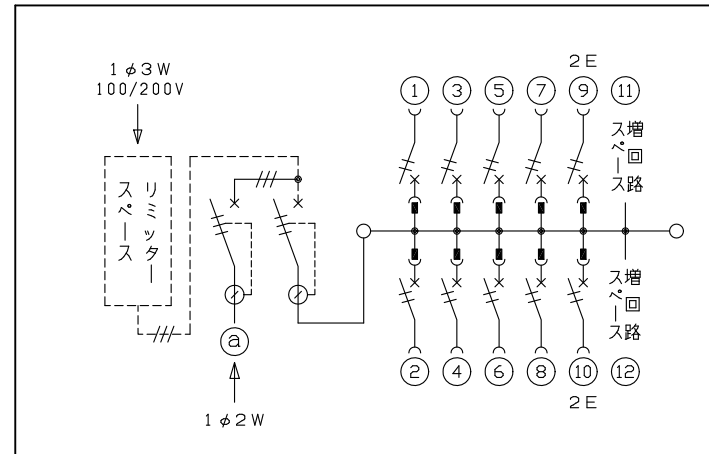 1φ3W
100/200V
リミッター
スペース
a
1φ2W
2E
1 3 5 7 9 11
増回路
スペース
増回路
スペース
2 4 6 8 10 12
2E